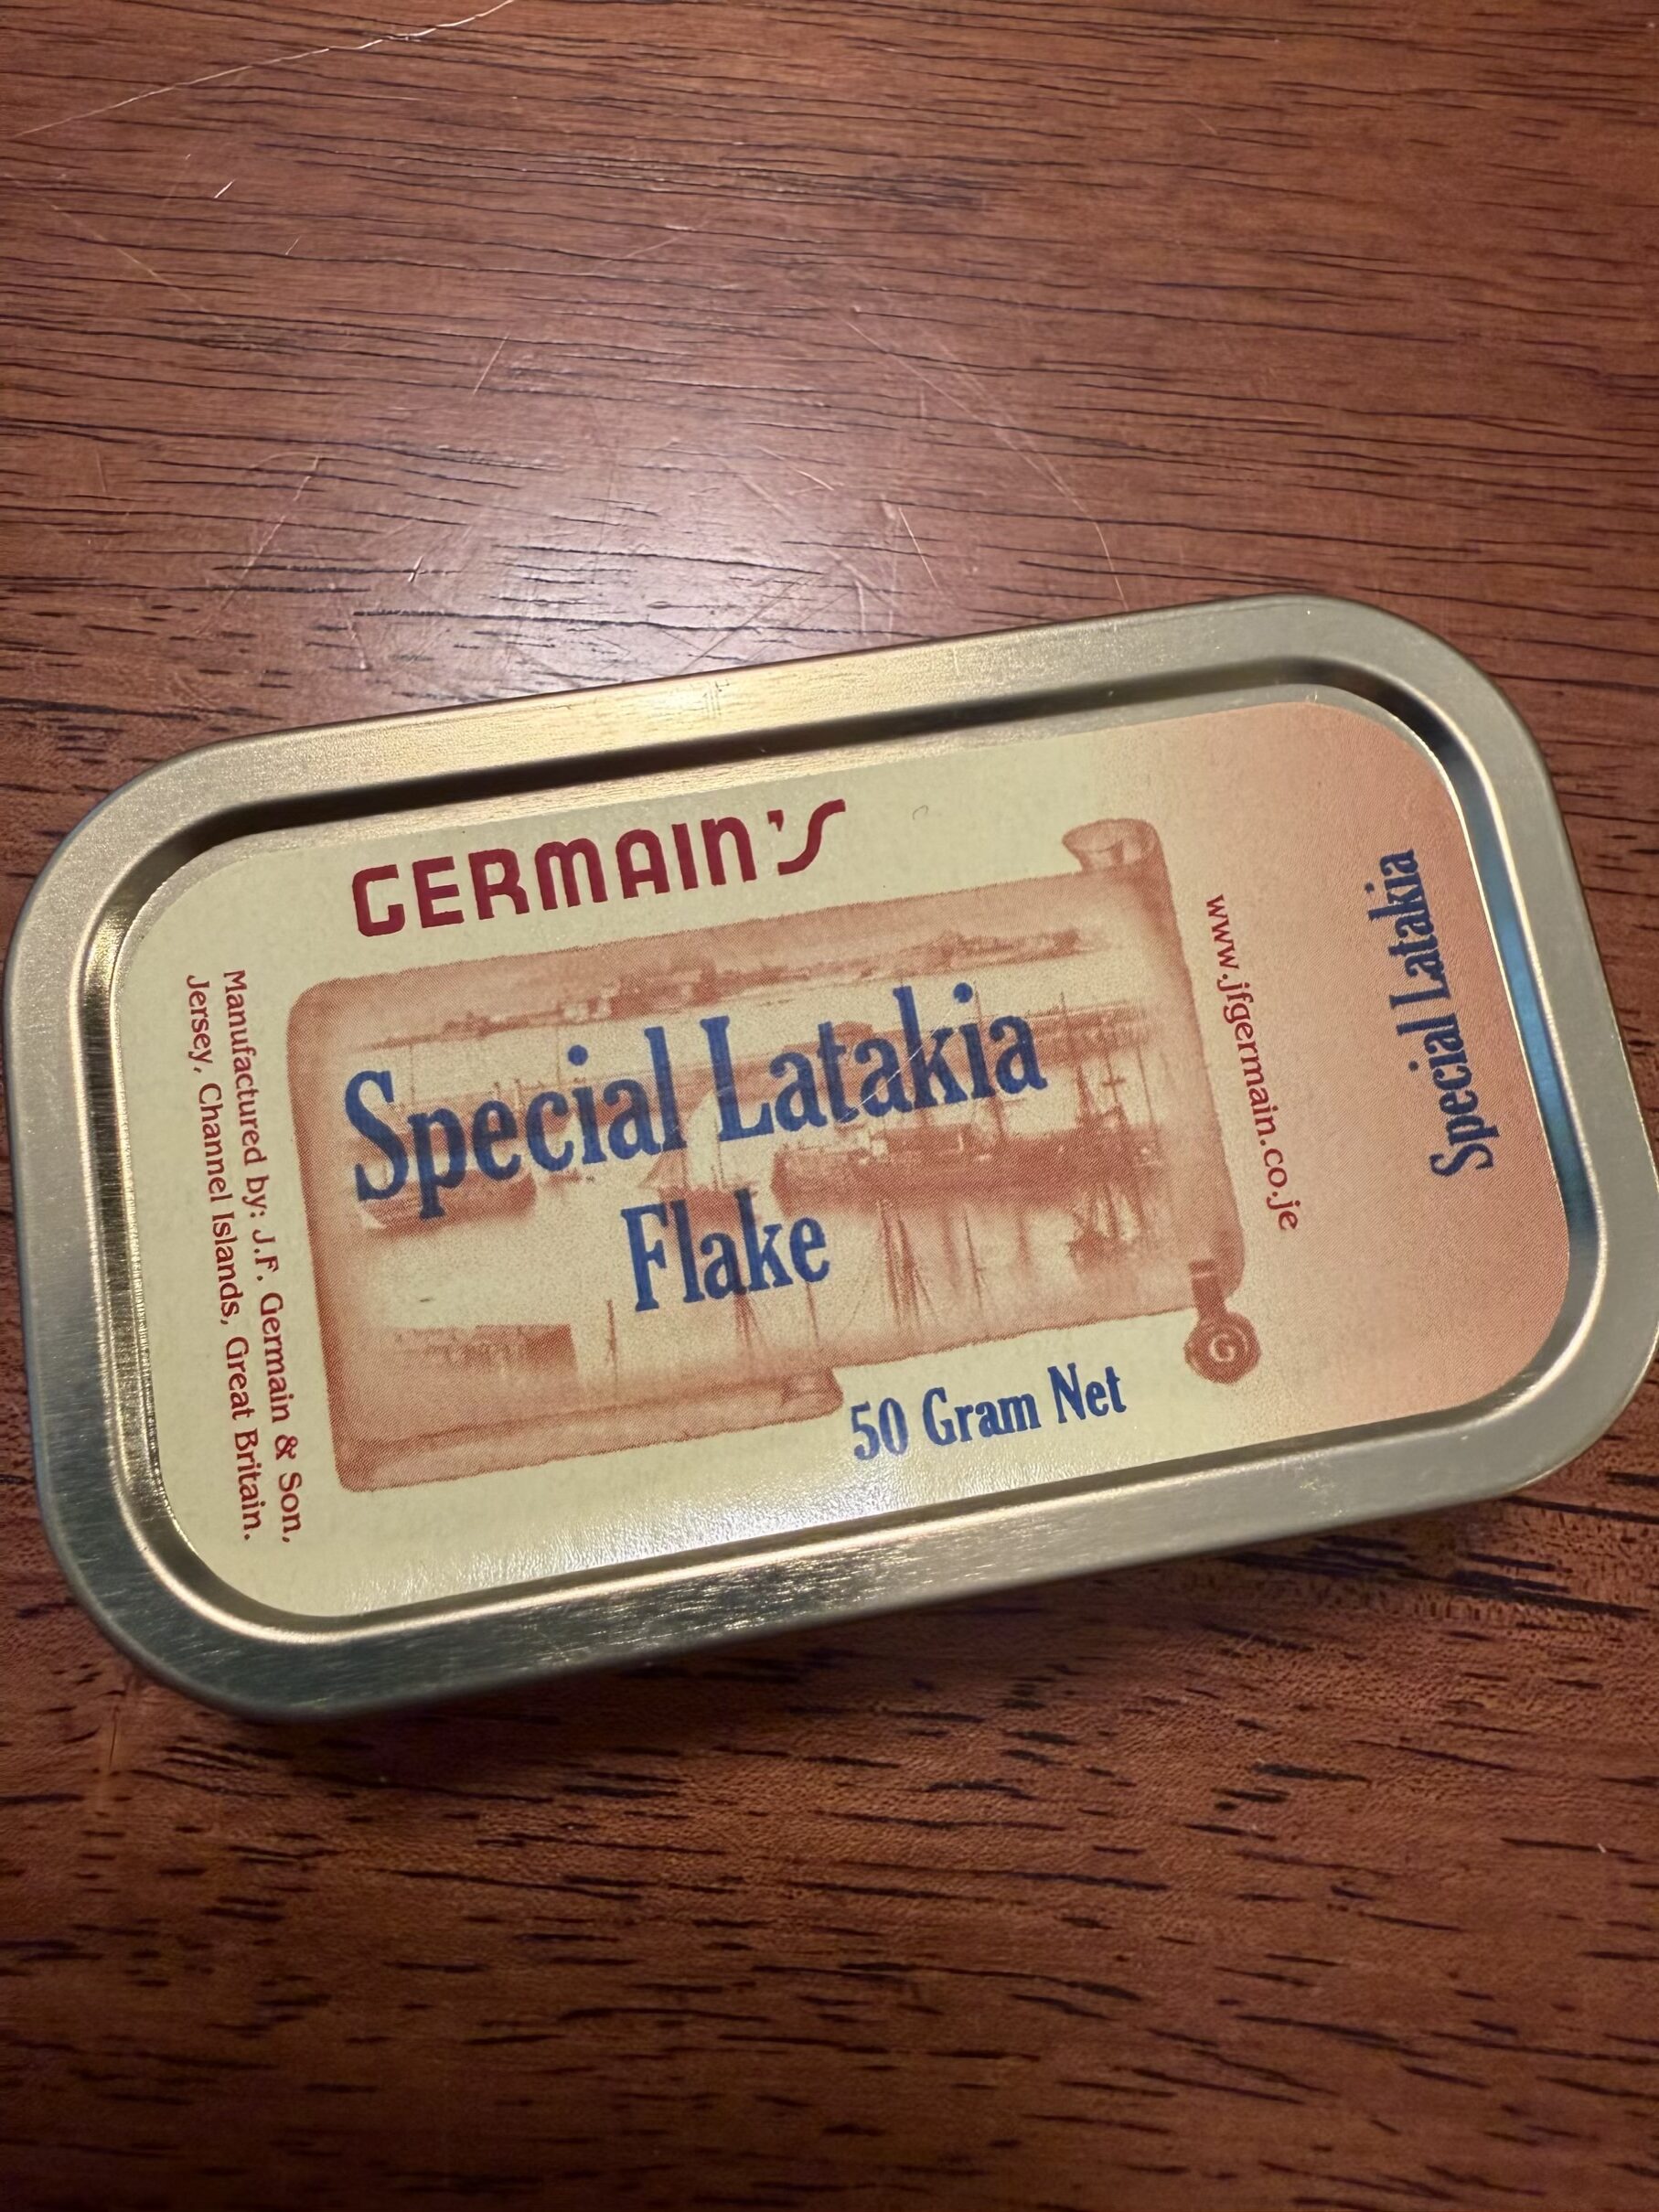 GERMAIN'S
Special Latakia
Flake
50 Gram Net
Manufactured by: J.F. Germain & Son,
Jersey, Channel Islands, Great Britain.
www.jfgermain.co.je
Special Latakia